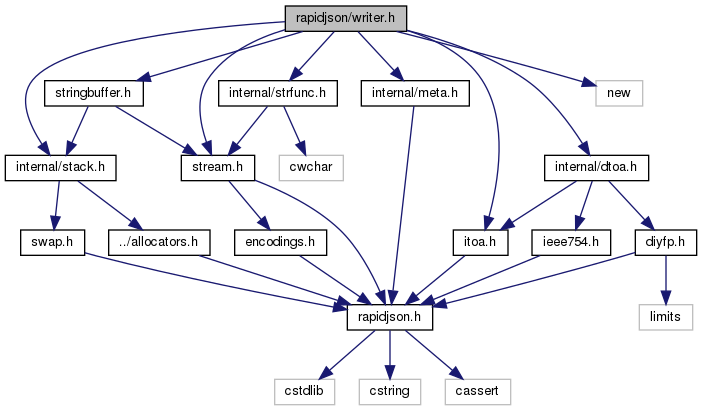 rapidjson/writer.h
stringbuffer.h
internal/strfunc.h
internal/meta.h
new
internal/stack.h
stream.h
cwchar
internal/dtoa.h
swap.h
../allocators.h
encodings.h
itoa.h
ieee754.h
diyfp.h
rapidjson.h
limits
cstdlib
cstring
cassert